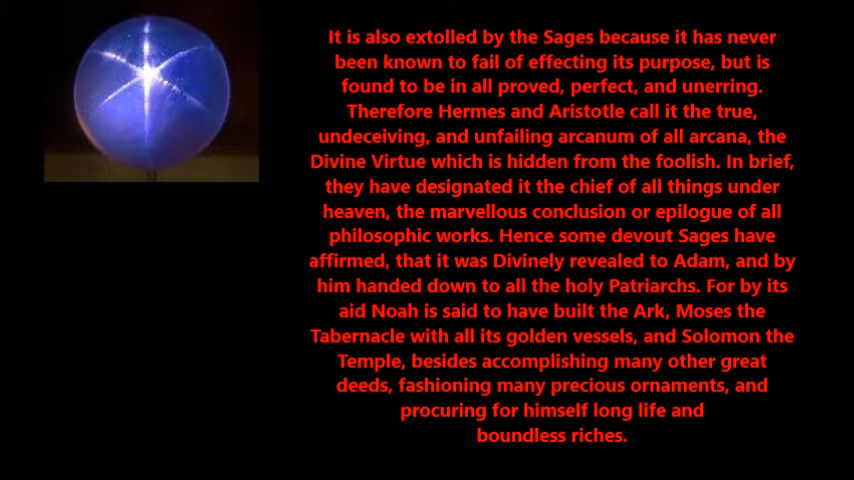 It is also extolled by the Sages because it has never
been known to fail of effecting its purpose, but is
found to be in all proved, perfect, and unerring.
Therefore Hermes and Aristotle call it the true,
undeceiving, and unfailing arcanum of all arcana, the
Divine Virtue which is hidden from the foolish. In brief,
they have designated it the chief of all things under
heaven, the marvellous conclusion or epilogue of all
philosophic works. Hence some devout Sages have
affirmed, that it was Divinely revealed to Adam, and by
him handed down to all the holy Patriarchs. For by its
aid Noah is said to have built the Ark, Moses the
Tabernacle with all its golden vessels, and Solomon the
Temple, besides accomplishing many other great
deeds, fashioning many precious ornaments, and
procuring for himself long life and
boundless riches.